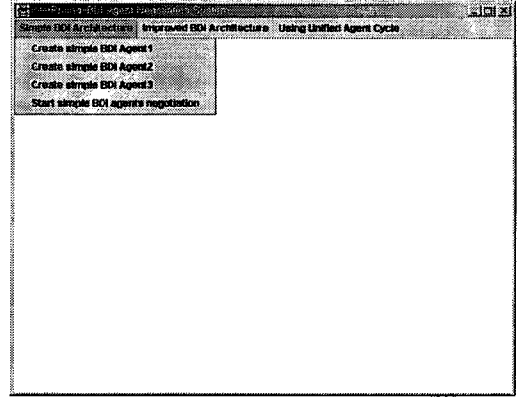 Simple BDI Architecture Improved BDI Architecture Using Unified Agent Cycle
Create simple BDI Agent1
Create simple BDI Agent2
Create simple BDI Agent3
Start simple BDI agents negotiation